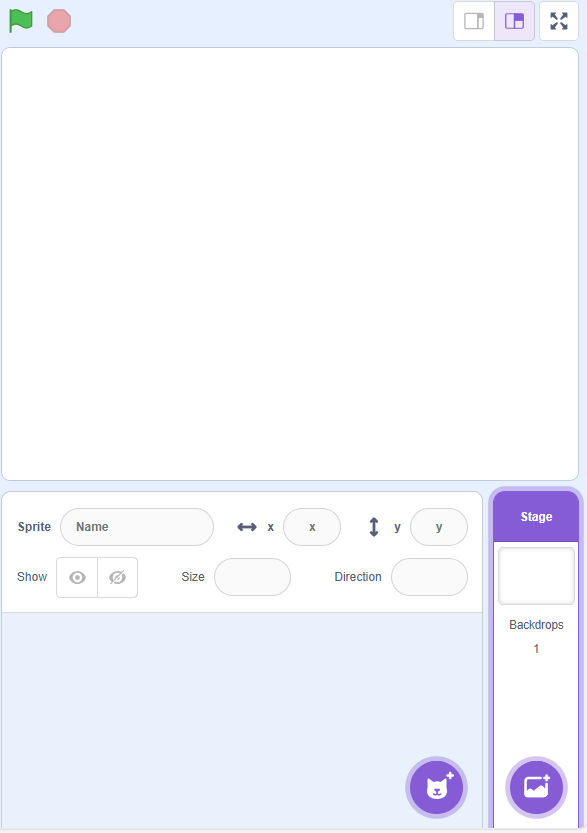 Sprite Name x x y y
Show Size Direction
Stage
Backdrops
1